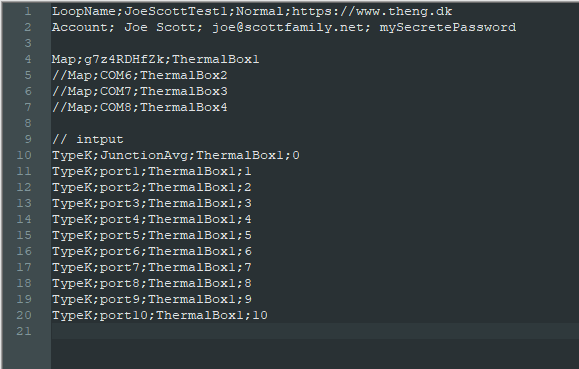 1 LoopName;JoeScottTest1;Normal;https://www.theng.dk
2 Account; Joe Scott; joe@scottfamily.net; mySecretePassword
3
4 Map;g7z4RDHfZk;ThermalBox1
5 //Map;COM6;ThermalBox2
6 //Map;COM7;ThermalBox3
7 //Map;COM8;ThermalBox4
8
9 // intput
10 TypeK;JunctionAvg;ThermalBox1;0
11 TypeK;port1;ThermalBox1;1
12 TypeK;port2;ThermalBox1;2
13 TypeK;port3;ThermalBox1;3
14 TypeK;port4;ThermalBox1;4
15 TypeK;port5;ThermalBox1;5
16 TypeK;port6;ThermalBox1;6
17 TypeK;port7;ThermalBox1;7
18 TypeK;port8;ThermalBox1;8
19 TypeK;port9;ThermalBox1;9
20 TypeK;port10;ThermalBox1;10
21